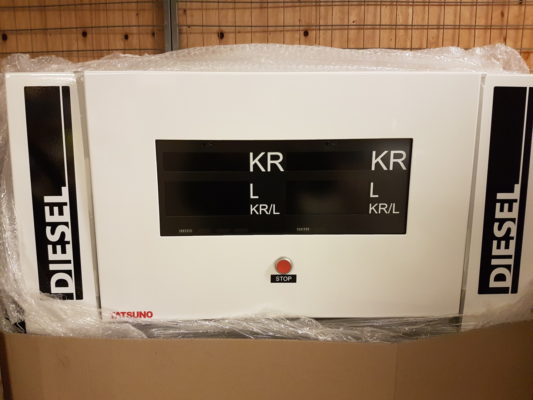 DIESEL
KR KR
L L
KR/L KR/L
STOP
TATSUNO
DIESEL